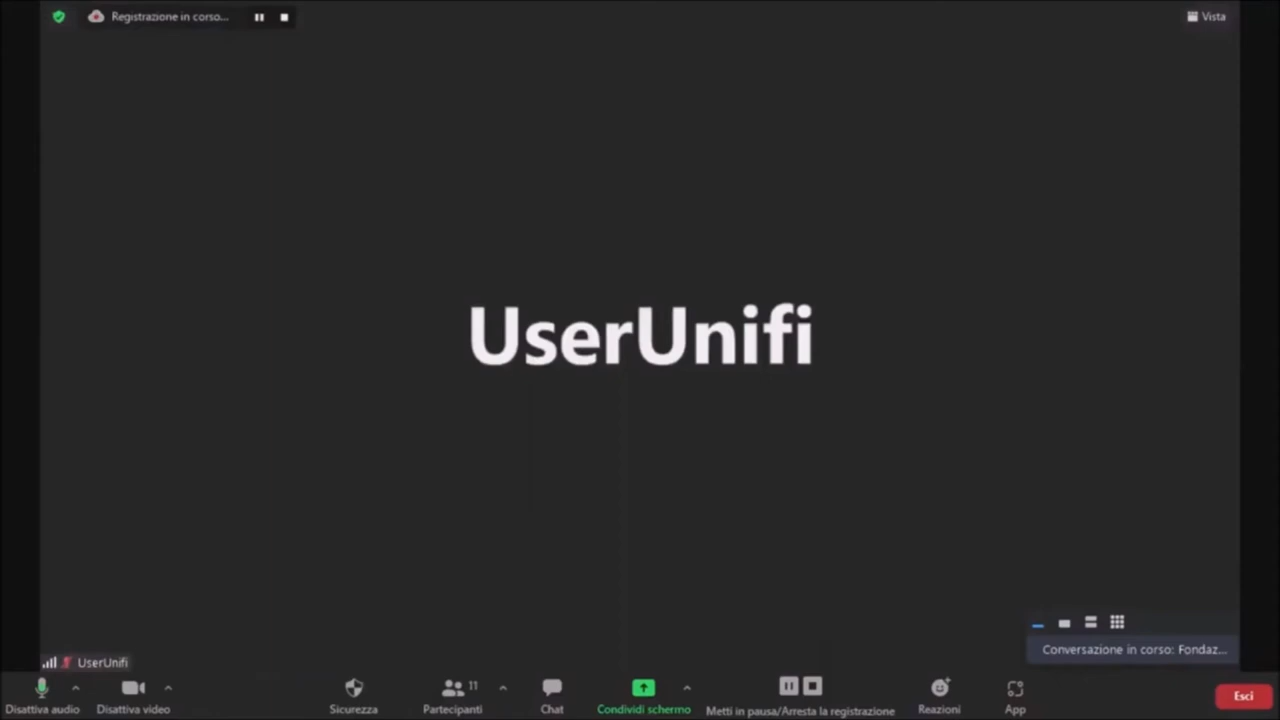 Registrazione in corso...
Vista
UserUnifi
Conversazione in corso: Fondaz...
UserUnifi
Disattiva audio
Disattiva video
Sicurezza
Partecipanti
11
Chat
Condividi schermo
Metti in pausa/Arresta la registrazione
Reazioni
App
Esci